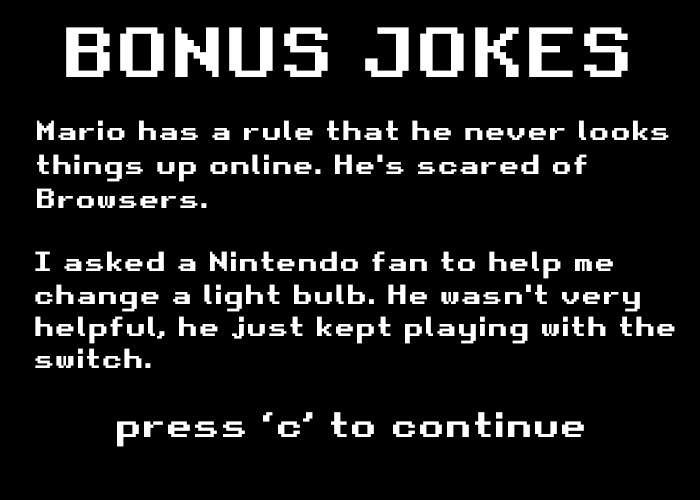 BONUS JOKES
Mario has a rule that he never looks
things up online. He's scared of
Browsers.
I asked a Nintendo fan to help me
change a light bulb. He wasn't very
helpful, he just kept playing with the
switch.
press ‘c’ to continue